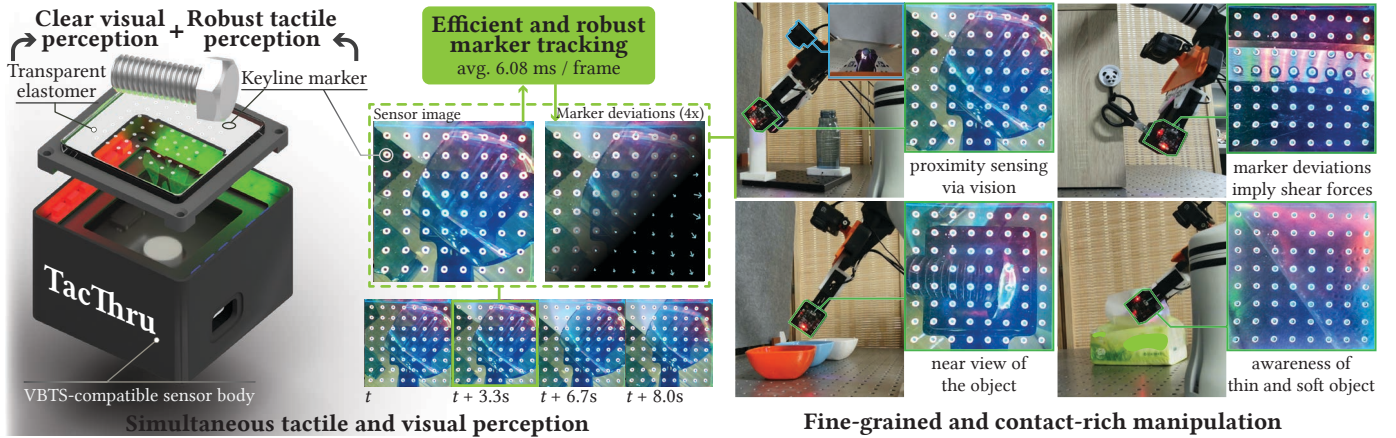 Clear visual perception
+
Robust tactile perception
Transparent elastomer
Keyline marker
TacThru
VBTS-compatible sensor body
Efficient and robust
marker tracking
avg. 6.08 ms / frame
Sensor image
Marker deviations (4x)
t
t + 3.3s
t + 6.7s
t + 8.0s
Simultaneous tactile and visual perception
proximity sensing
via vision
marker deviations
imply shear forces
near view of
the object
awareness of
thin and soft object
Fine-grained and contact-rich manipulation